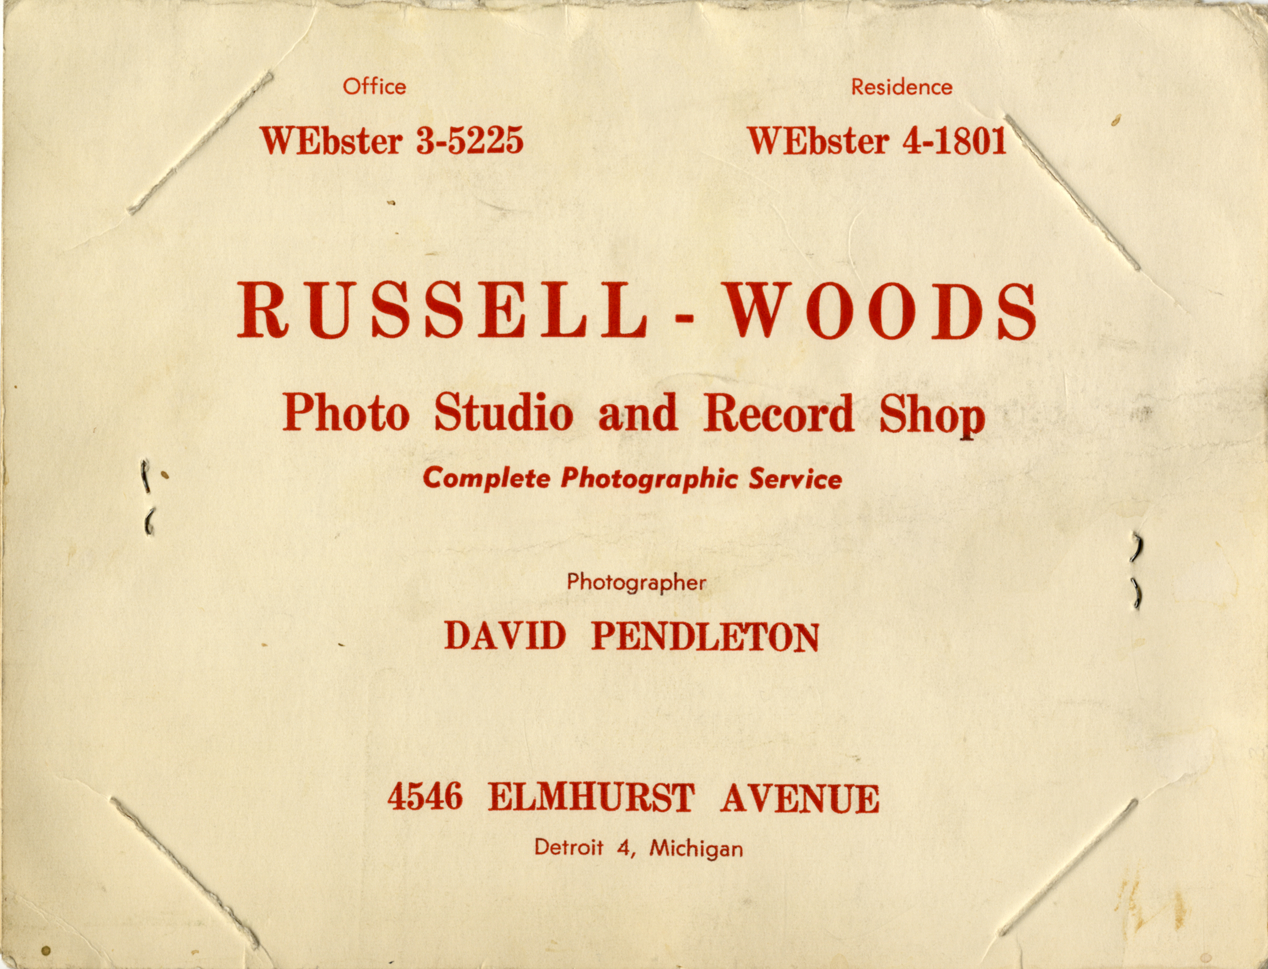 Office
WEbster 3-5225
Residence
WEbster 4-1801
RUSSELL - WOODS
Photo Studio and Record Shop
Complete Photographic Service
Photographer
DAVID PENDLETON
4546 ELMHURST AVENUE
Detroit 4, Michigan